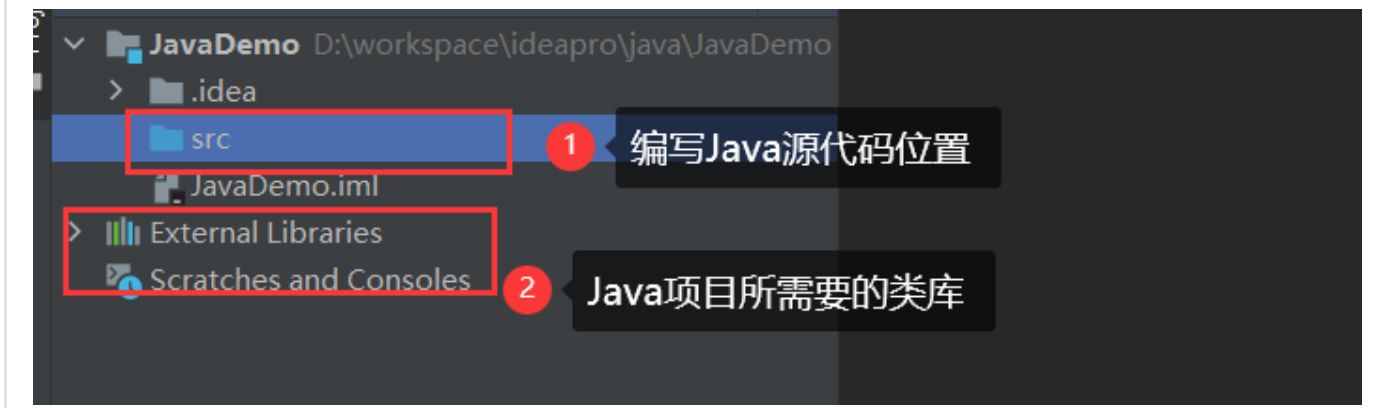 JavaDemo D:\workspace\ideapro\java\JavaDemo
.idea
src
1 编写Java源代码位置
JavaDemo.iml
External Libraries
Scratches and Consoles
2 Java项目所需要的类库